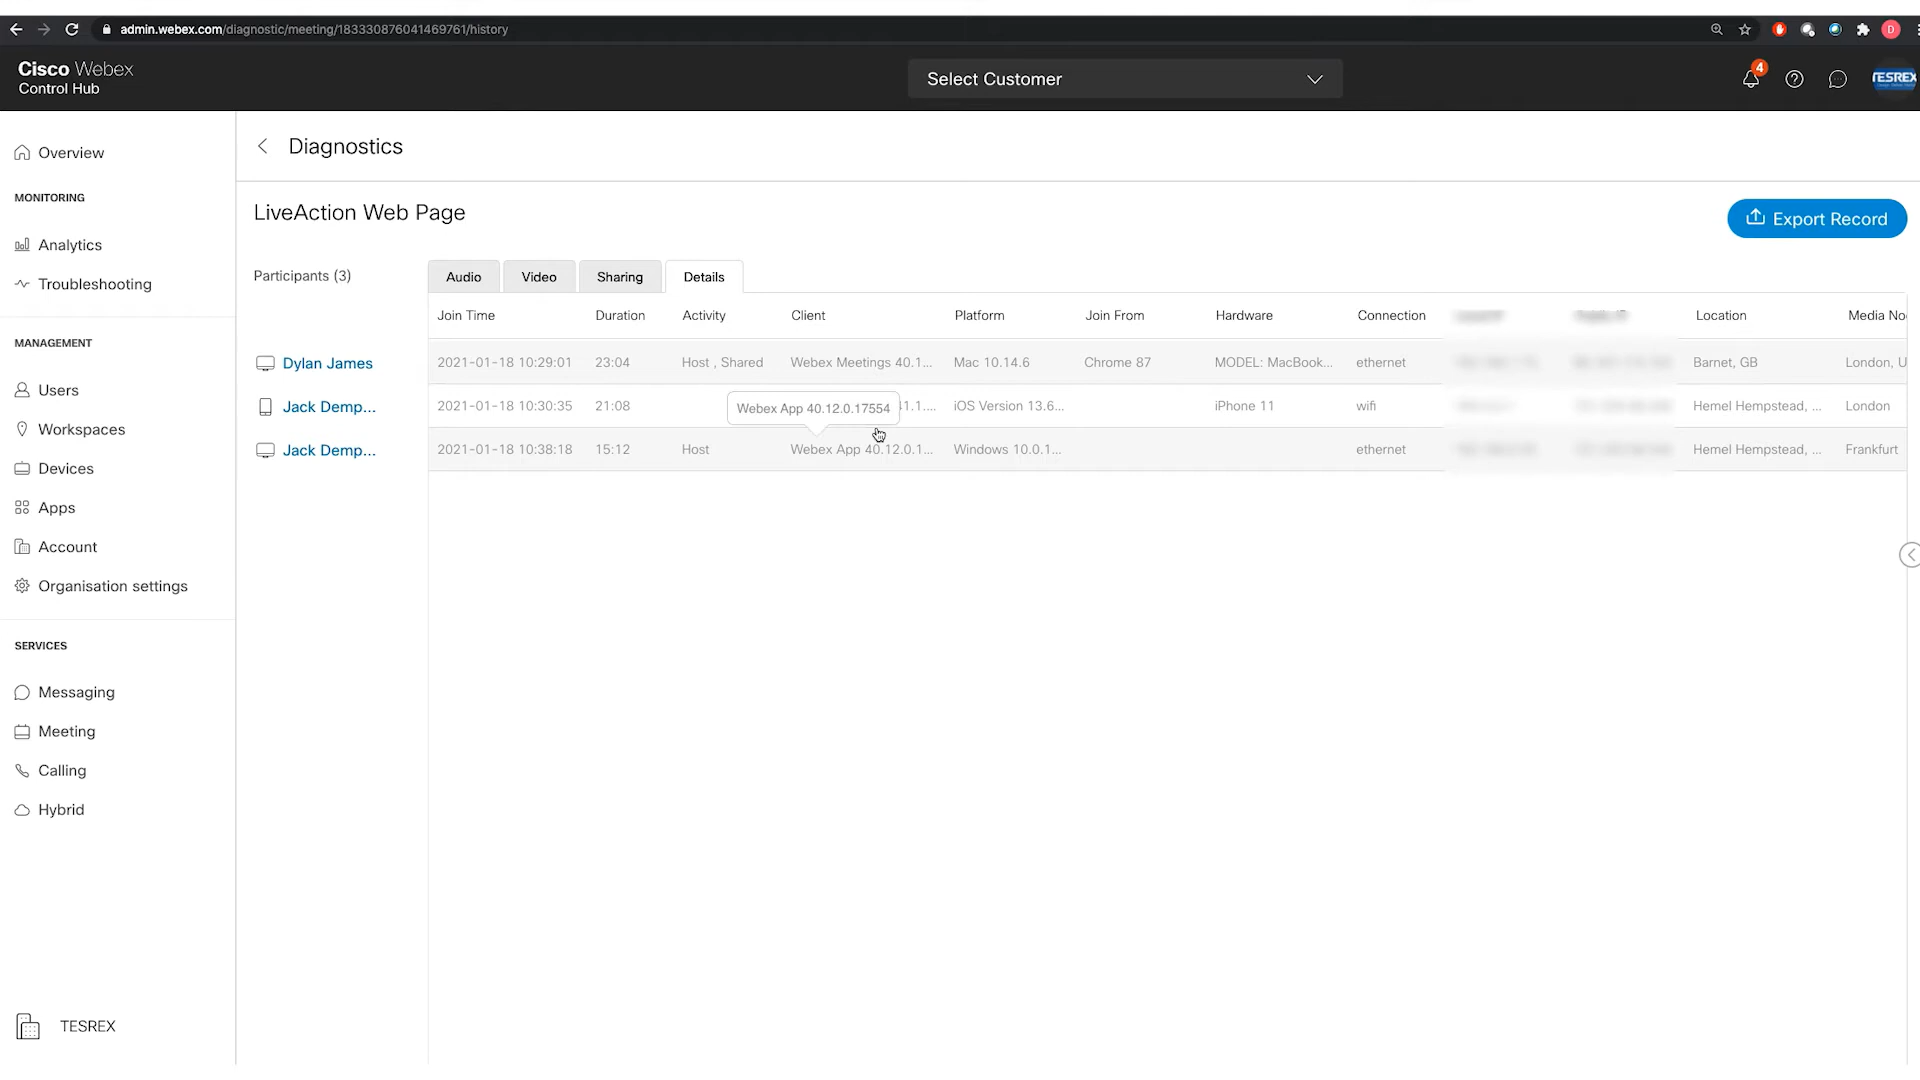 admin.webex.com/diagnostic/meeting/183330876041469761/history
D
Cisco Webex
Control Hub
Select Customer
4
TESREX
Overview
MONITORING
Analytics
Troubleshooting
MANAGEMENT
Users
Workspaces
Devices
Apps
Account
Organisation settings
SERVICES
Messaging
Meeting
Calling
Hybrid
TESREX
Diagnostics
LiveAction Web Page
Export Record
Participants (3)
Audio Video Sharing Details
Join Time Duration Activity Client Platform Join From Hardware Connection Location Media No
Dylan James 2021-01-18 10:29:01 23:04 Host , Shared Webex Meetings 40.1... Mac 10.14.6 Chrome 87 MODEL: MacBook... ethernet Barnet, GB London, U
Jack Demp... 2021-01-18 10:30:35 21:08 Webex App 40.12.0.17554 41.1.... iOS Version 13.6... iPhone 11 wifi Hemel Hempstead, ... London
Jack Demp... 2021-01-18 10:38:18 15:12 Host Webex App 40.12.0.1... Windows 10.0.1... ethernet Hemel Hempstead, ... Frankfurt